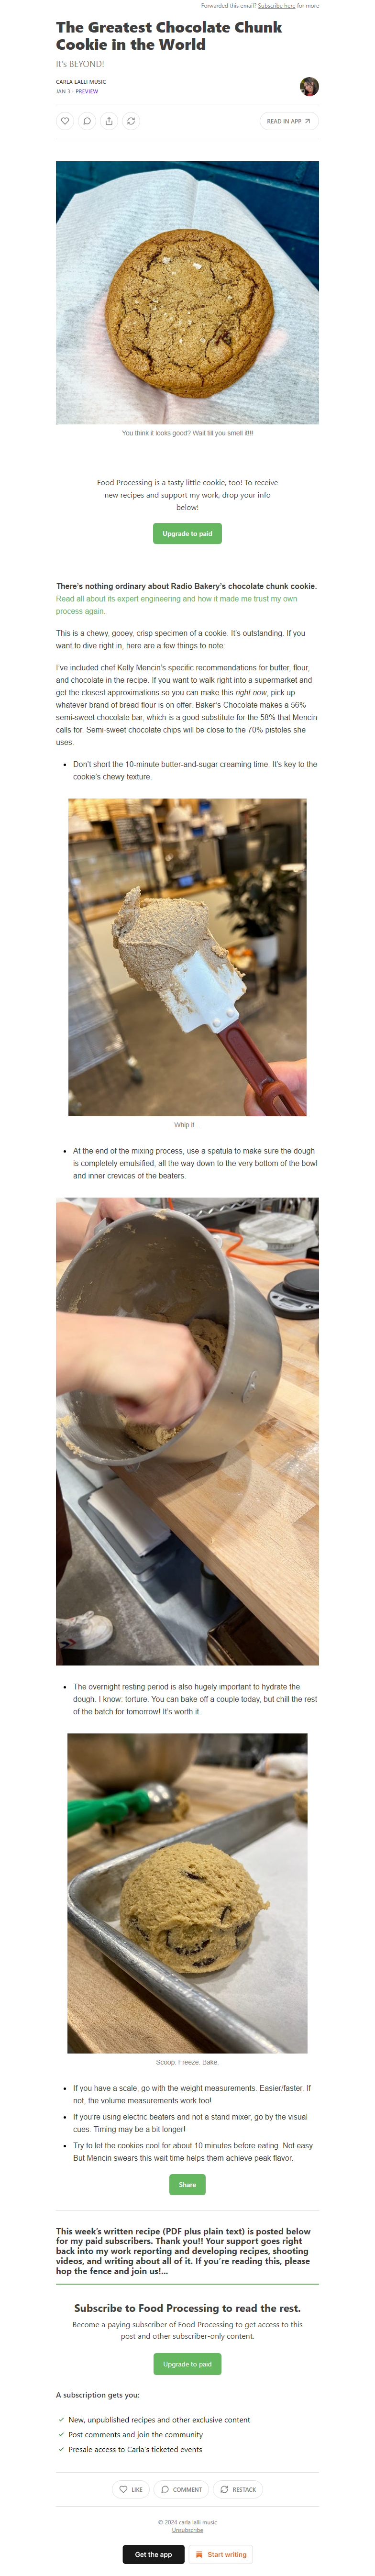 Forwarded this email? Subscribe here for more
The Greatest Chocolate Chunk
Cookie in the World
It's BEYOND!
CARLA LALLI MUSIC
JAN 3 · PREVIEW
READ IN APP
You think it looks good? Wait till you smell it!!!
Food Processing is a tasty little cookie, too! To receive
new recipes and support my work, drop your info
below!
Upgrade to paid
There's nothing ordinary about Radio Bakery's chocolate chunk cookie.
Read all about its expert engineering and how it made me trust my own
process again.
This is a chewy, gooey, crisp specimen of a cookie. It's outstanding. If you
want to dive right in, here are a few things to note:
I've included chef Kelly Mencin's specific recommendations for butter, flour,
and chocolate in the recipe. If you want to walk right into a supermarket and
get the closest approximations so you can make this right now, pick up
whatever brand of bread flour is on offer. Baker's Chocolate makes a 56%
semi-sweet chocolate bar, which is a good substitute for the 58% that Mencin
calls for. Semi-sweet chocolate chips will be close to the 70% pistoles she
uses.
• Don't short the 10-minute butter-and-sugar creaming time. It's key to the
cookie's chewy texture.
Whip it...
• At the end of the mixing process, use a spatula to make sure the dough
is completely emulsified, all the way down to the very bottom of the bowl
and inner crevices of the beaters.
• The overnight resting period is also hugely important to hydrate the
dough. I know: torture. You can bake off a couple today, but chill the rest
of the batch for tomorrow! It's worth it.
Scoop. Freeze. Bake.
• If you have a scale, go with the weight measurements. Easier/faster. If
not, the volume measurements work too!
• If you're using electric beaters and not a stand mixer, go by the visual
cues. Timing may be a bit longer!
• Try to let the cookies cool for about 10 minutes before eating. Not easy.
But Mencin swears this wait time helps them achieve peak flavor.
Share
This week's written recipe (PDF plus plain text) is posted below
for my paid subscribers. Thank you!! Your support goes right
back into my work reporting and developing recipes, shooting
videos, and writing about all of it. If you're reading this, please
hop the fence and join us!...
Subscribe to Food Processing to read the rest.
Become a paying subscriber of Food Processing to get access to this
post and other subscriber-only content.
Upgrade to paid
A subscription gets you:
New, unpublished recipes and other exclusive content
Post comments and join the community
Presale access to Carla's ticketed events
LIKE
COMMENT
RESTACK
© 2024 carla lalli music
Unsubscribe
Get the app
Start writing